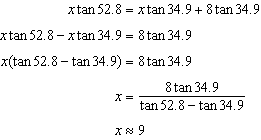 x tan 52.8 = x tan 34.9 + 8 tan 34.9
x tan 52.8 − x tan 34.9 = 8 tan 34.9
x(tan 52.8 − tan 34.9) = 8 tan 34.9
x = 8 tan 34.9 / tan 52.8 − tan 34.9
x ≈ 9